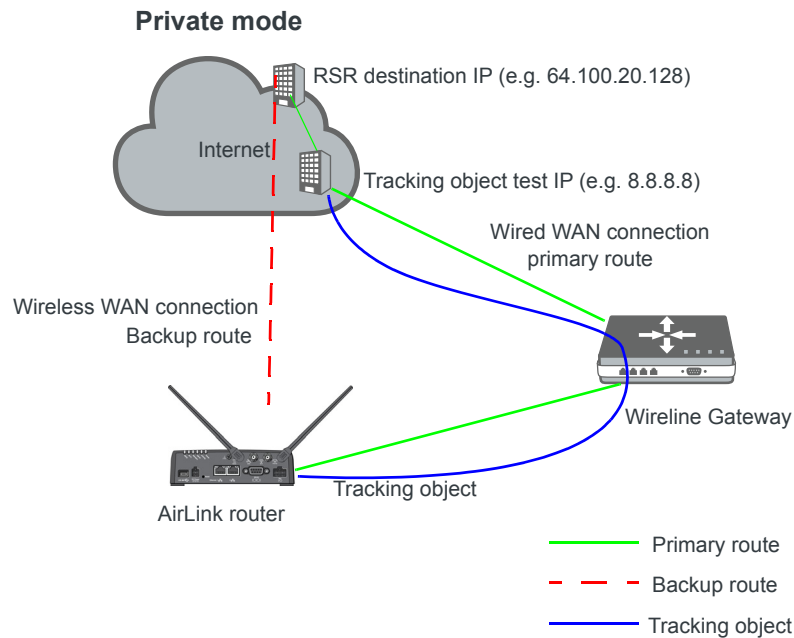 Private mode
RSR destination IP (e.g. 64.100.20.128)
Internet
Tracking object test IP (e.g. 8.8.8.8)
Wired WAN connection
primary route
Wireless WAN connection
Backup route
Wireline Gateway
Tracking object
AirLink router
Primary route
Backup route
Tracking object